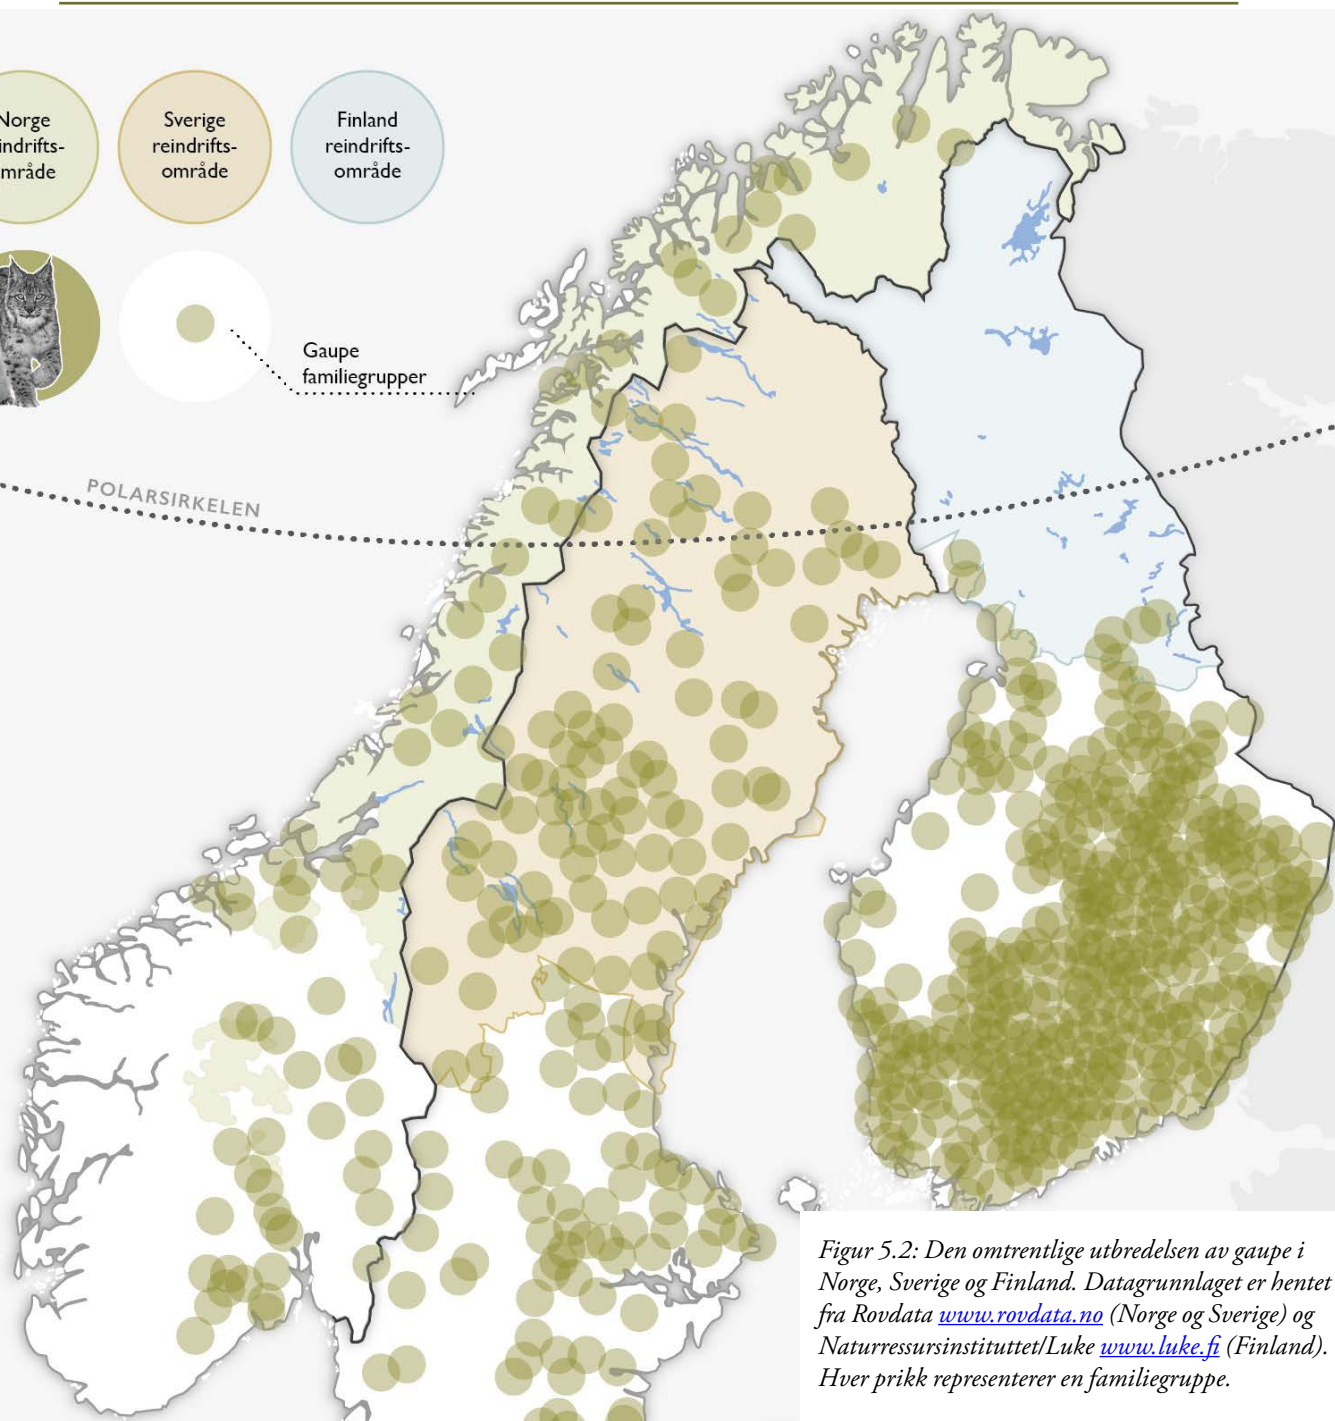 Norge
indrifts-
mråde
Sverige
reindrifts-
område
Finland
reindrifts-
område
Gaupe
familiegrupper
POLARSIRKELEN
Figur 5.2: Den omtrentlige utbredelsen av gaupe i
Norge, Sverige og Finland. Datagrunnlaget er hentet
fra Rovdata www.rovdata.no (Norge og Sverige) og
Naturressursinstituttet/Luke www.luke.fi (Finland).
Hver prikk representerer en familiegruppe.